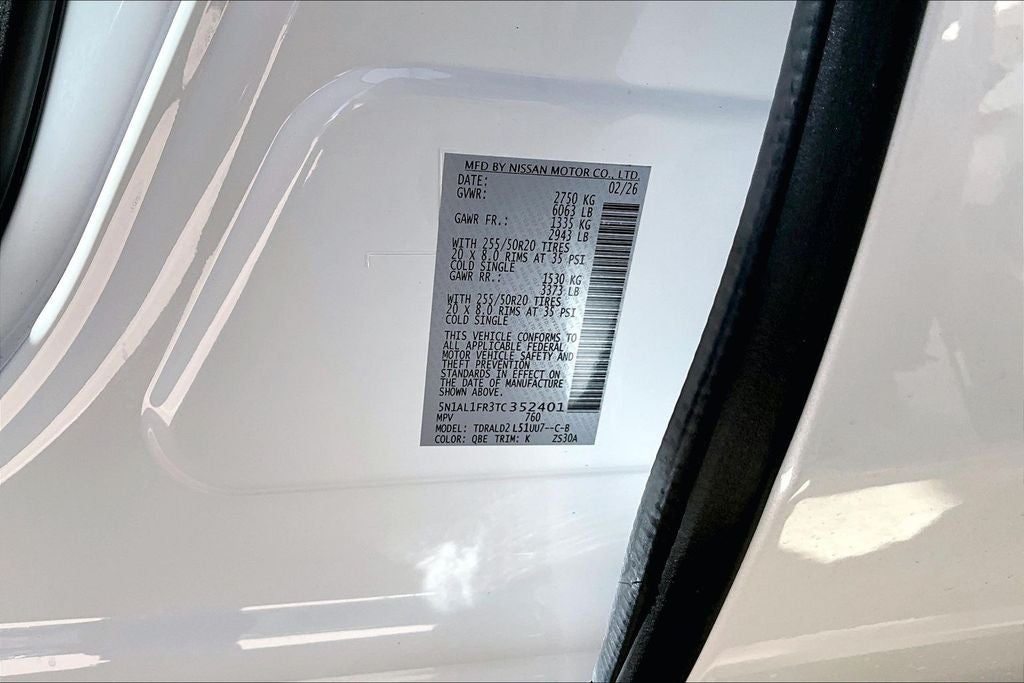 MFD BY NISSAN MOTOR CO., LTD.
DATE: 02/26
GVWR: 2750 KG
6063 LB
GAWR FR.: 1335 KG
2943 LB
WITH 255/50R20 TIRES
20 X 8.0 RIMS AT 35 PSI
COLD SINGLE
GAWR RR.: 1530 KG
3373 LB
WITH 255/50R20 TIRES
20 X 8.0 RIMS AT 35 PSI
COLD SINGLE
THIS VEHICLE CONFORMS TO
ALL APPLICABLE FEDERAL
MOTOR VEHICLE SAFETY AND
THEFT PREVENTION
STANDARDS IN EFFECT ON
THE DATE OF MANUFACTURE
SHOWN ABOVE.
5N1AL1FR3TC352401
MPV 760
MODEL: TDRALD2 L51UU7--C-B
COLOR: QBE TRIM: K ZS30A